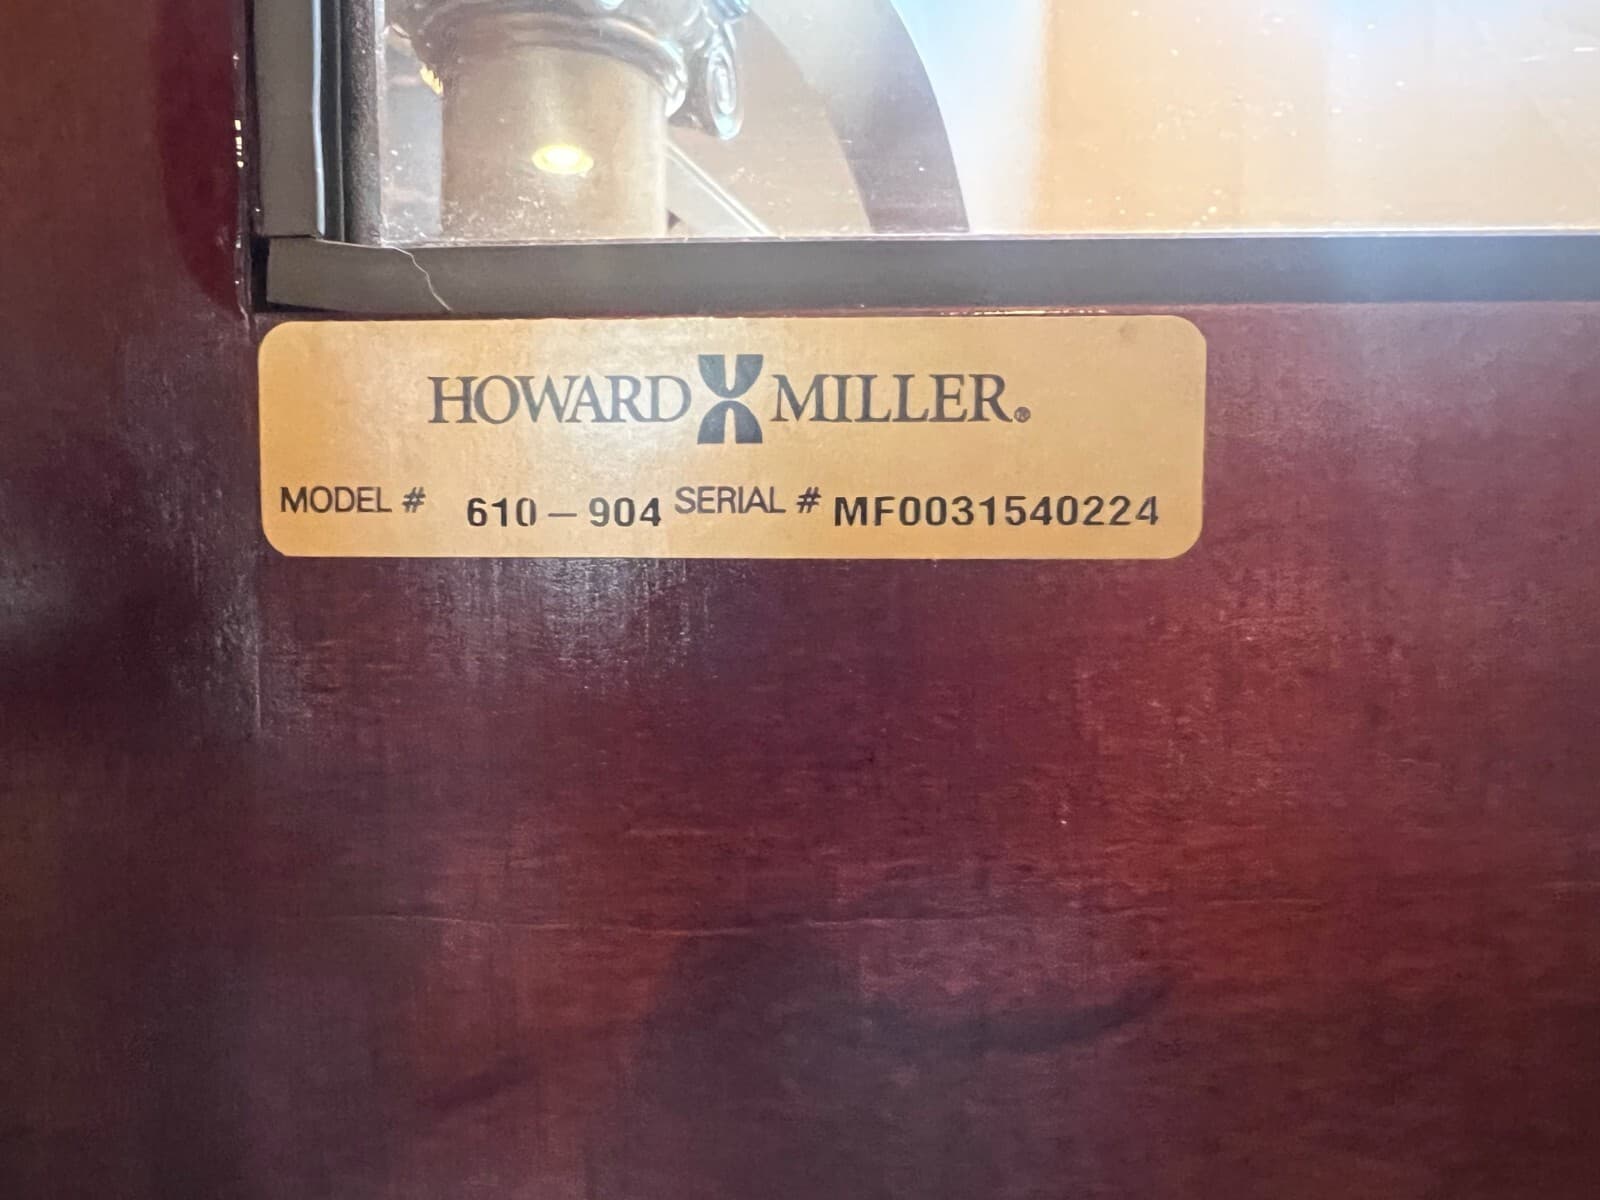 HOWARD MILLER®
MODEL # 610-904 SERIAL # MF0031540224